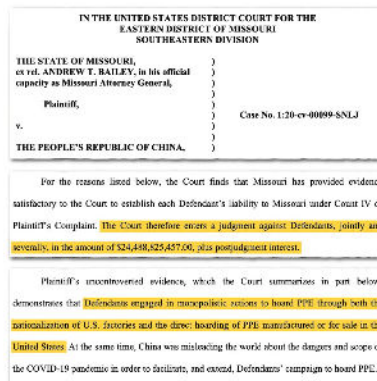 IN THE UNITED STATES DISTRICT COURT FOR THE
EASTERN DISTRICT OF MISSOURI
SOUTHEASTERN DIVISION
THE STATE OF MISSOURI, )
ex rel. ANDREW T. BAILEY, in his official )
capacity as Missouri Attorney General, )
)
Plaintiff, )
) Case No. 1:20-cv-00099-SNLJ
v. )
)
THE PEOPLE'S REPUBLIC OF CHINA, )
For the reasons listed below, the Court finds that Missouri has provided evidenc
satisfactory to the Court to establish each Defendant's liability to Missouri under Count IV o
Plaintiff's Complaint. The Court therefore enters a judgment against Defendants, jointly an
severally, in the amount of $24,488,825,457.00, plus postjudgment interest.
Plaintiff's uncontroverted evidence, which the Court summarizes in part below
demonstrates that Defendants engaged in monopolistic actions to hoard PPE through both th
nationalization of U.S. factories and the direct hoarding of PPE manufactured or for sale in th
United States. At the same time, China was misleading the world about the dangers and scope o
the COVID-19 pandemic in order to facilitate, and extend, Defendants' campaign to hoard PPE.